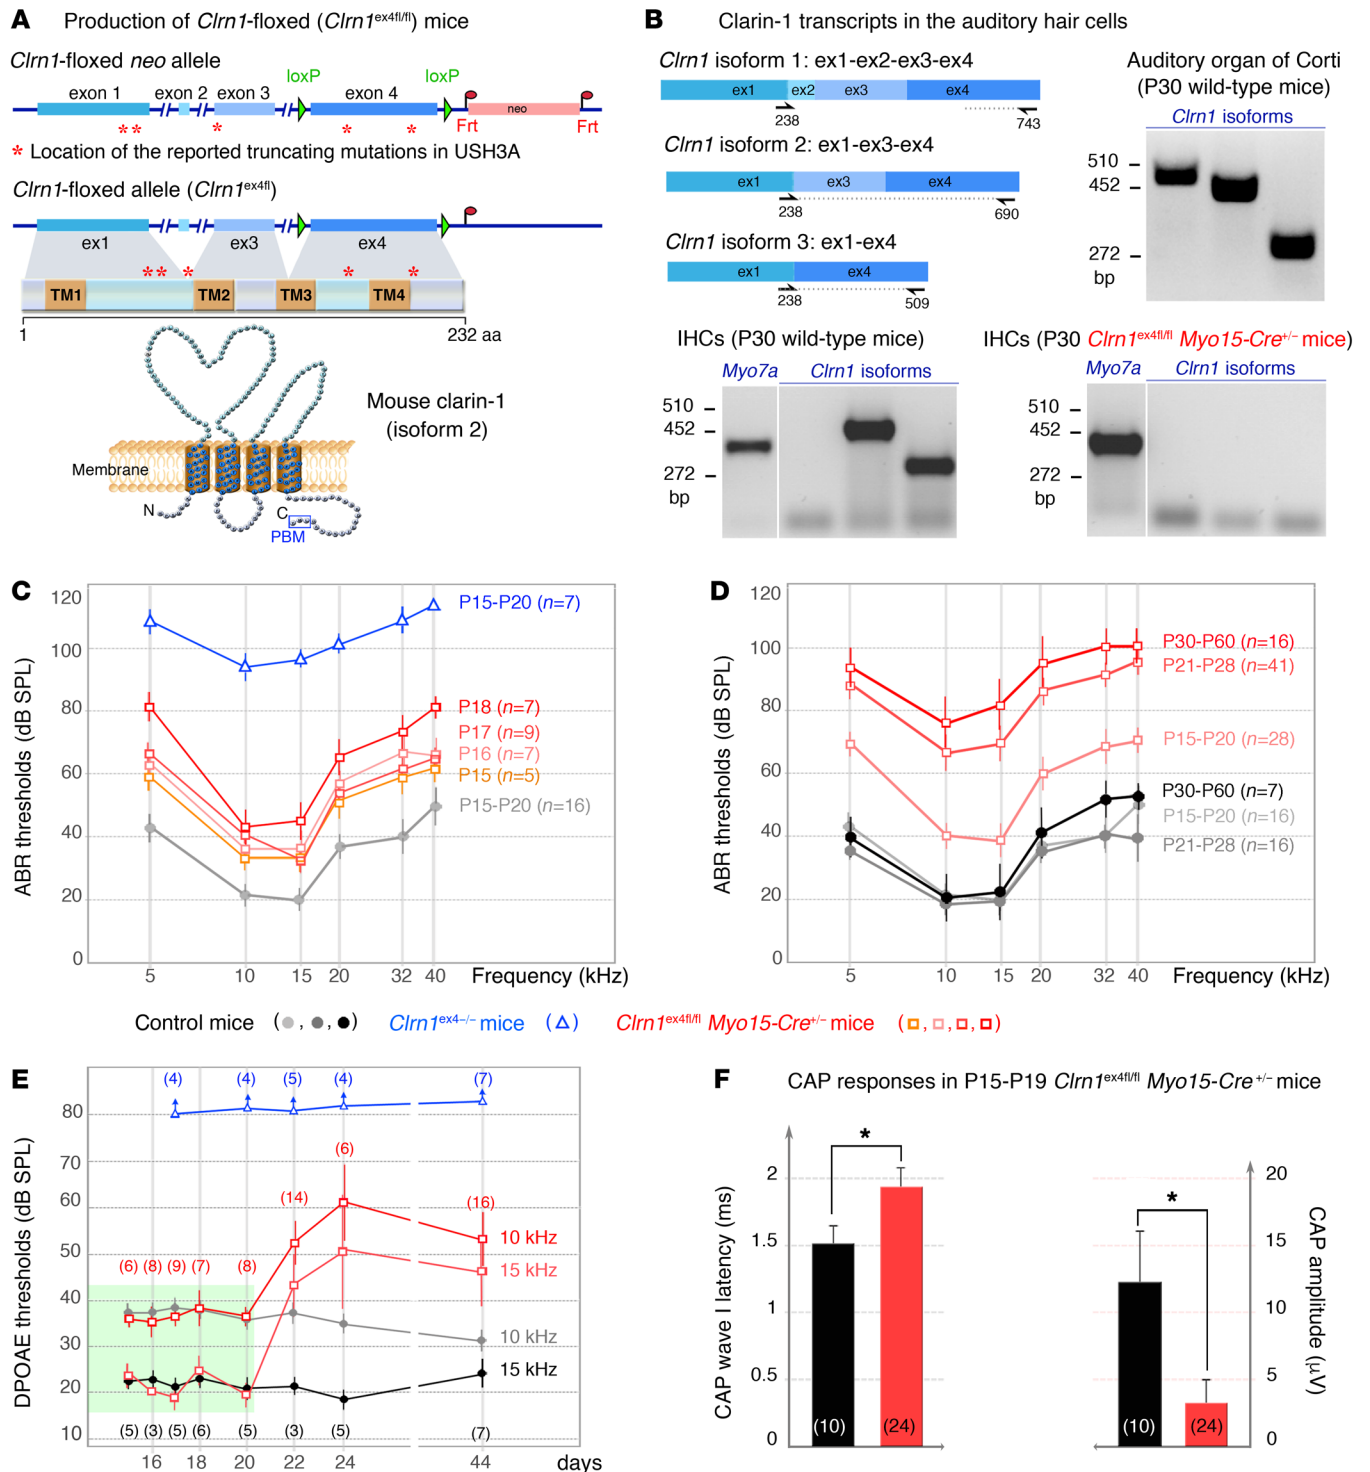 A Production of Clrn1-floxed (Clrn1ex4fl/fl) mice
Clrn1-floxed neo allele
loxP loxP
exon 1 exon 2 exon 3 exon 4
neo
** * * * Frt Frt
* Location of the reported truncating mutations in USH3A
Clrn1-floxed allele (Clrn1ex4fl)
ex1 ex3 ex4
** * * *
TM1 TM2 TM3 TM4
1 232 aa
Mouse clarin-1
(isoform 2)
Membrane
N C
PBM
B Clarin-1 transcripts in the auditory hair cells
Clrn1 isoform 1: ex1-ex2-ex3-ex4
ex1 ex2 ex3 ex4
238 743
Clrn1 isoform 2: ex1-ex3-ex4
ex1 ex3 ex4
238 690
Clrn1 isoform 3: ex1-ex4
ex1 ex4
238 509
Auditory organ of Corti
(P30 wild-type mice)
Clrn1 isoforms
510
452
272
bp
IHCs (P30 wild-type mice)
Myo7a Clrn1 isoforms
510
452
272
bp
IHCs (P30 Clrn1ex4fl/fl Myo15-Cre+/– mice)
Myo7a Clrn1 isoforms
510
452
272
bp
C
ABR thresholds (dB SPL)
120
100
80
60
40
20
0
P15-P20 (n=7)
P18 (n=7)
P17 (n=9)
P16 (n=7)
P15 (n=5)
P15-P20 (n=16)
5 10 15 20 32 40 Frequency (kHz)
D
ABR thresholds (dB SPL)
120
100
80
60
40
20
0
P30-P60 (n=16)
P21-P28 (n=41)
P15-P20 (n=28)
P30-P60 (n=7)
P15-P20 (n=16)
P21-P28 (n=16)
5 10 15 20 32 40 Frequency (kHz)
Control mice ( , , ) Clrn1ex4–/– mice ( ) Clrn1ex4fl/fl Myo15-Cre+/– mice ( , , , )
E
DPOAE thresholds (dB SPL)
80
70
60
50
40
30
20
10
(4) (4) (5) (4) (7)
(6) (8) (9) (7) (8) (14) (6) (16)
10 kHz
15 kHz
10 kHz
15 kHz
(5) (3) (5) (6) (5) (3) (5) (7)
16 18 20 22 24 44 days
F CAP responses in P15-P19 Clrn1ex4fl/fl Myo15-Cre+/– mice
CAP wave I latency (ms)
2
1.5
1
0.5
0
*
(10) (24)
*
(10) (24)
20
15
10
5
0
CAP amplitude (μV)